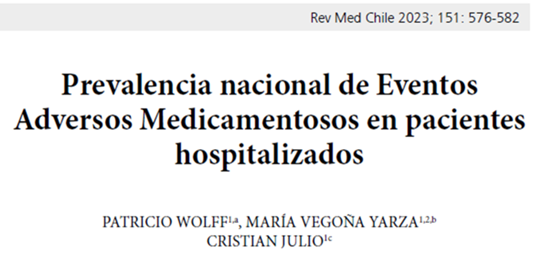 Rev Med Chile 2023; 151: 576-582
Prevalencia nacional de Eventos
Adversos Medicamentosos en pacientes
hospitalizados
PATRICIO WOLFF¹,ᵃ, MARÍA VEGOÑA YARZA¹,²,ᵇ
CRISTIAN JULIO¹ᶜ